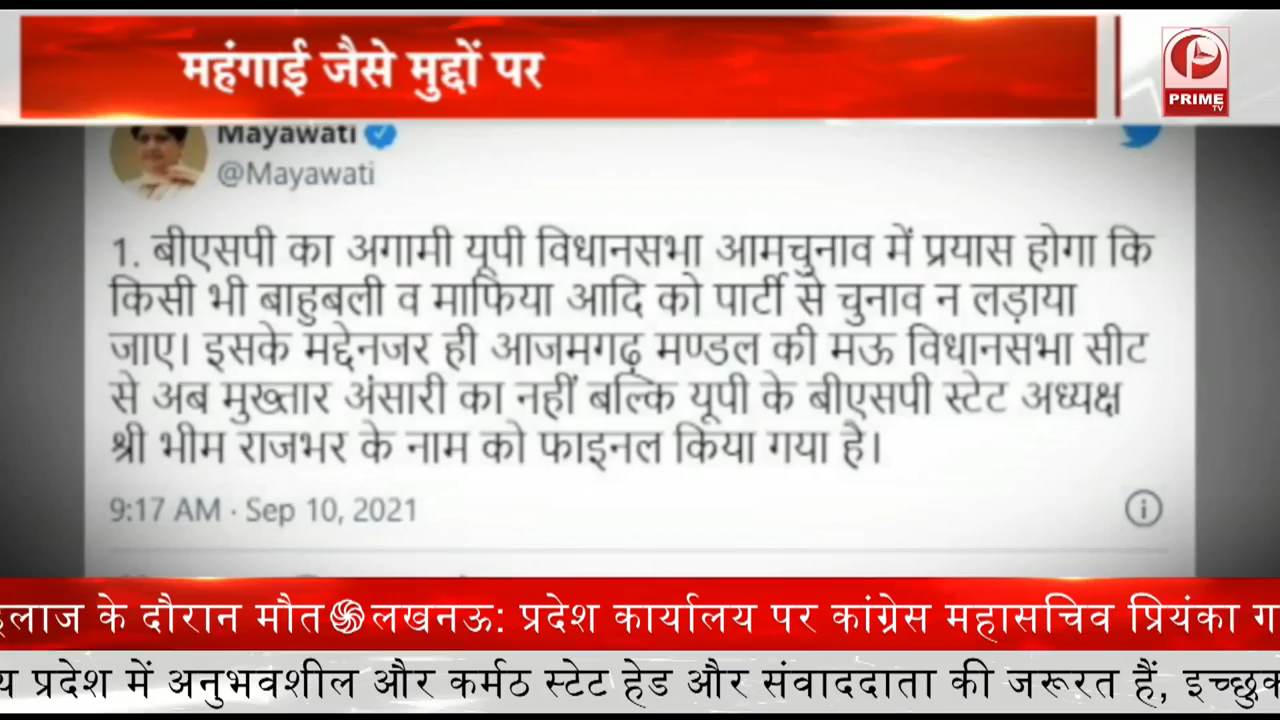 महंगाई जैसे मुद्दों पर
PRIME
TV
Mayawati
@Mayawati
1. बीएसपी का अगामी यूपी विधानसभा आमचुनाव में प्रयास होगा कि
किसी भी बाहुबली व माफिया आदि को पार्टी से चुनाव न लड़ाया
जाए। इसके मद्देनजर ही आजमगढ़ मण्डल की मऊ विधानसभा सीट
से अब मुख्तार अंसारी का नहीं बल्कि यूपी के बीएसपी स्टेट अध्यक्ष
श्री भीम राजभर के नाम को फाइनल किया गया है।
9:17 AM · Sep 10, 2021
इलाज के दौरान मौत लखनऊ: प्रदेश कार्यालय पर कांग्रेस महासचिव प्रियंका ग
य प्रदेश में अनुभवशील और कर्मठ स्टेट हेड और संवाददाता की जरूरत हैं, इच्छुक